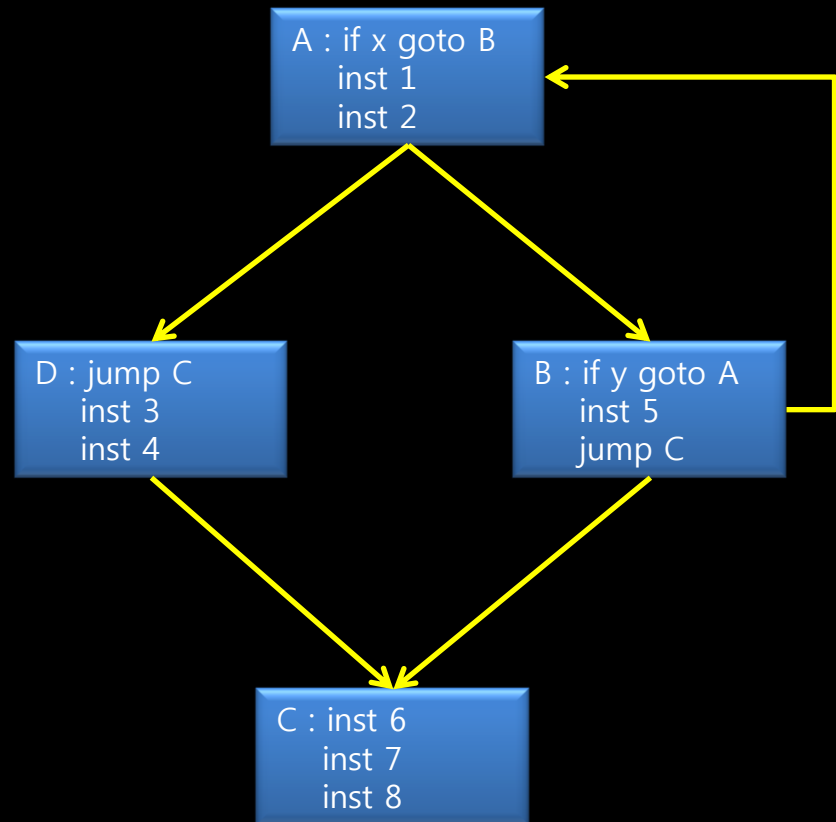 A : if x goto B
inst 1
inst 2
D : jump C
inst 3
inst 4
B : if y goto A
inst 5
jump C
C : inst 6
inst 7
inst 8